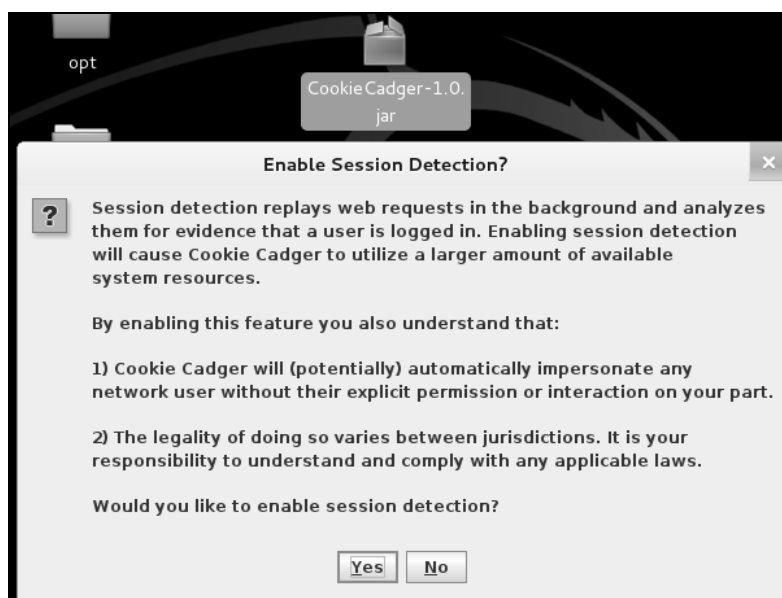 opt
CookieCadger-1.0.
jar
Enable Session Detection?
Session detection replays web requests in the background and analyzes
them for evidence that a user is logged in. Enabling session detection
will cause Cookie Cadger to utilize a larger amount of available
system resources.
By enabling this feature you also understand that:
1) Cookie Cadger will (potentially) automatically impersonate any
network user without their explicit permission or interaction on your part.
2) The legality of doing so varies between jurisdictions. It is your
responsibility to understand and comply with any applicable laws.
Would you like to enable session detection?
Yes No